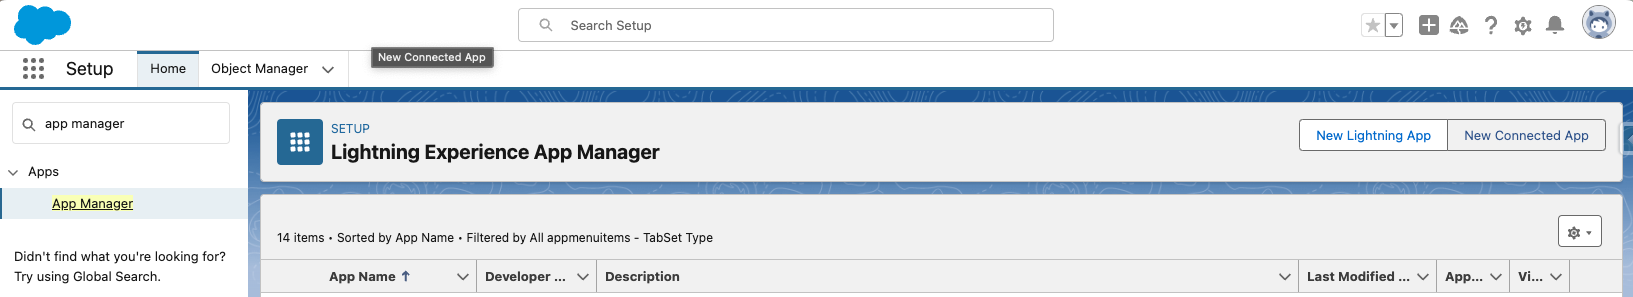 Search Setup
New Connected App
Setup
Home
Object Manager
app manager
Apps
App Manager
Didn't find what you're looking for?
Try using Global Search.
SETUP
Lightning Experience App Manager
New Lightning App
New Connected App
14 items • Sorted by App Name • Filtered by All appmenuitems - TabSet Type
App Name ↑
Developer ...
Description
Last Modified ...
App...
Vi...